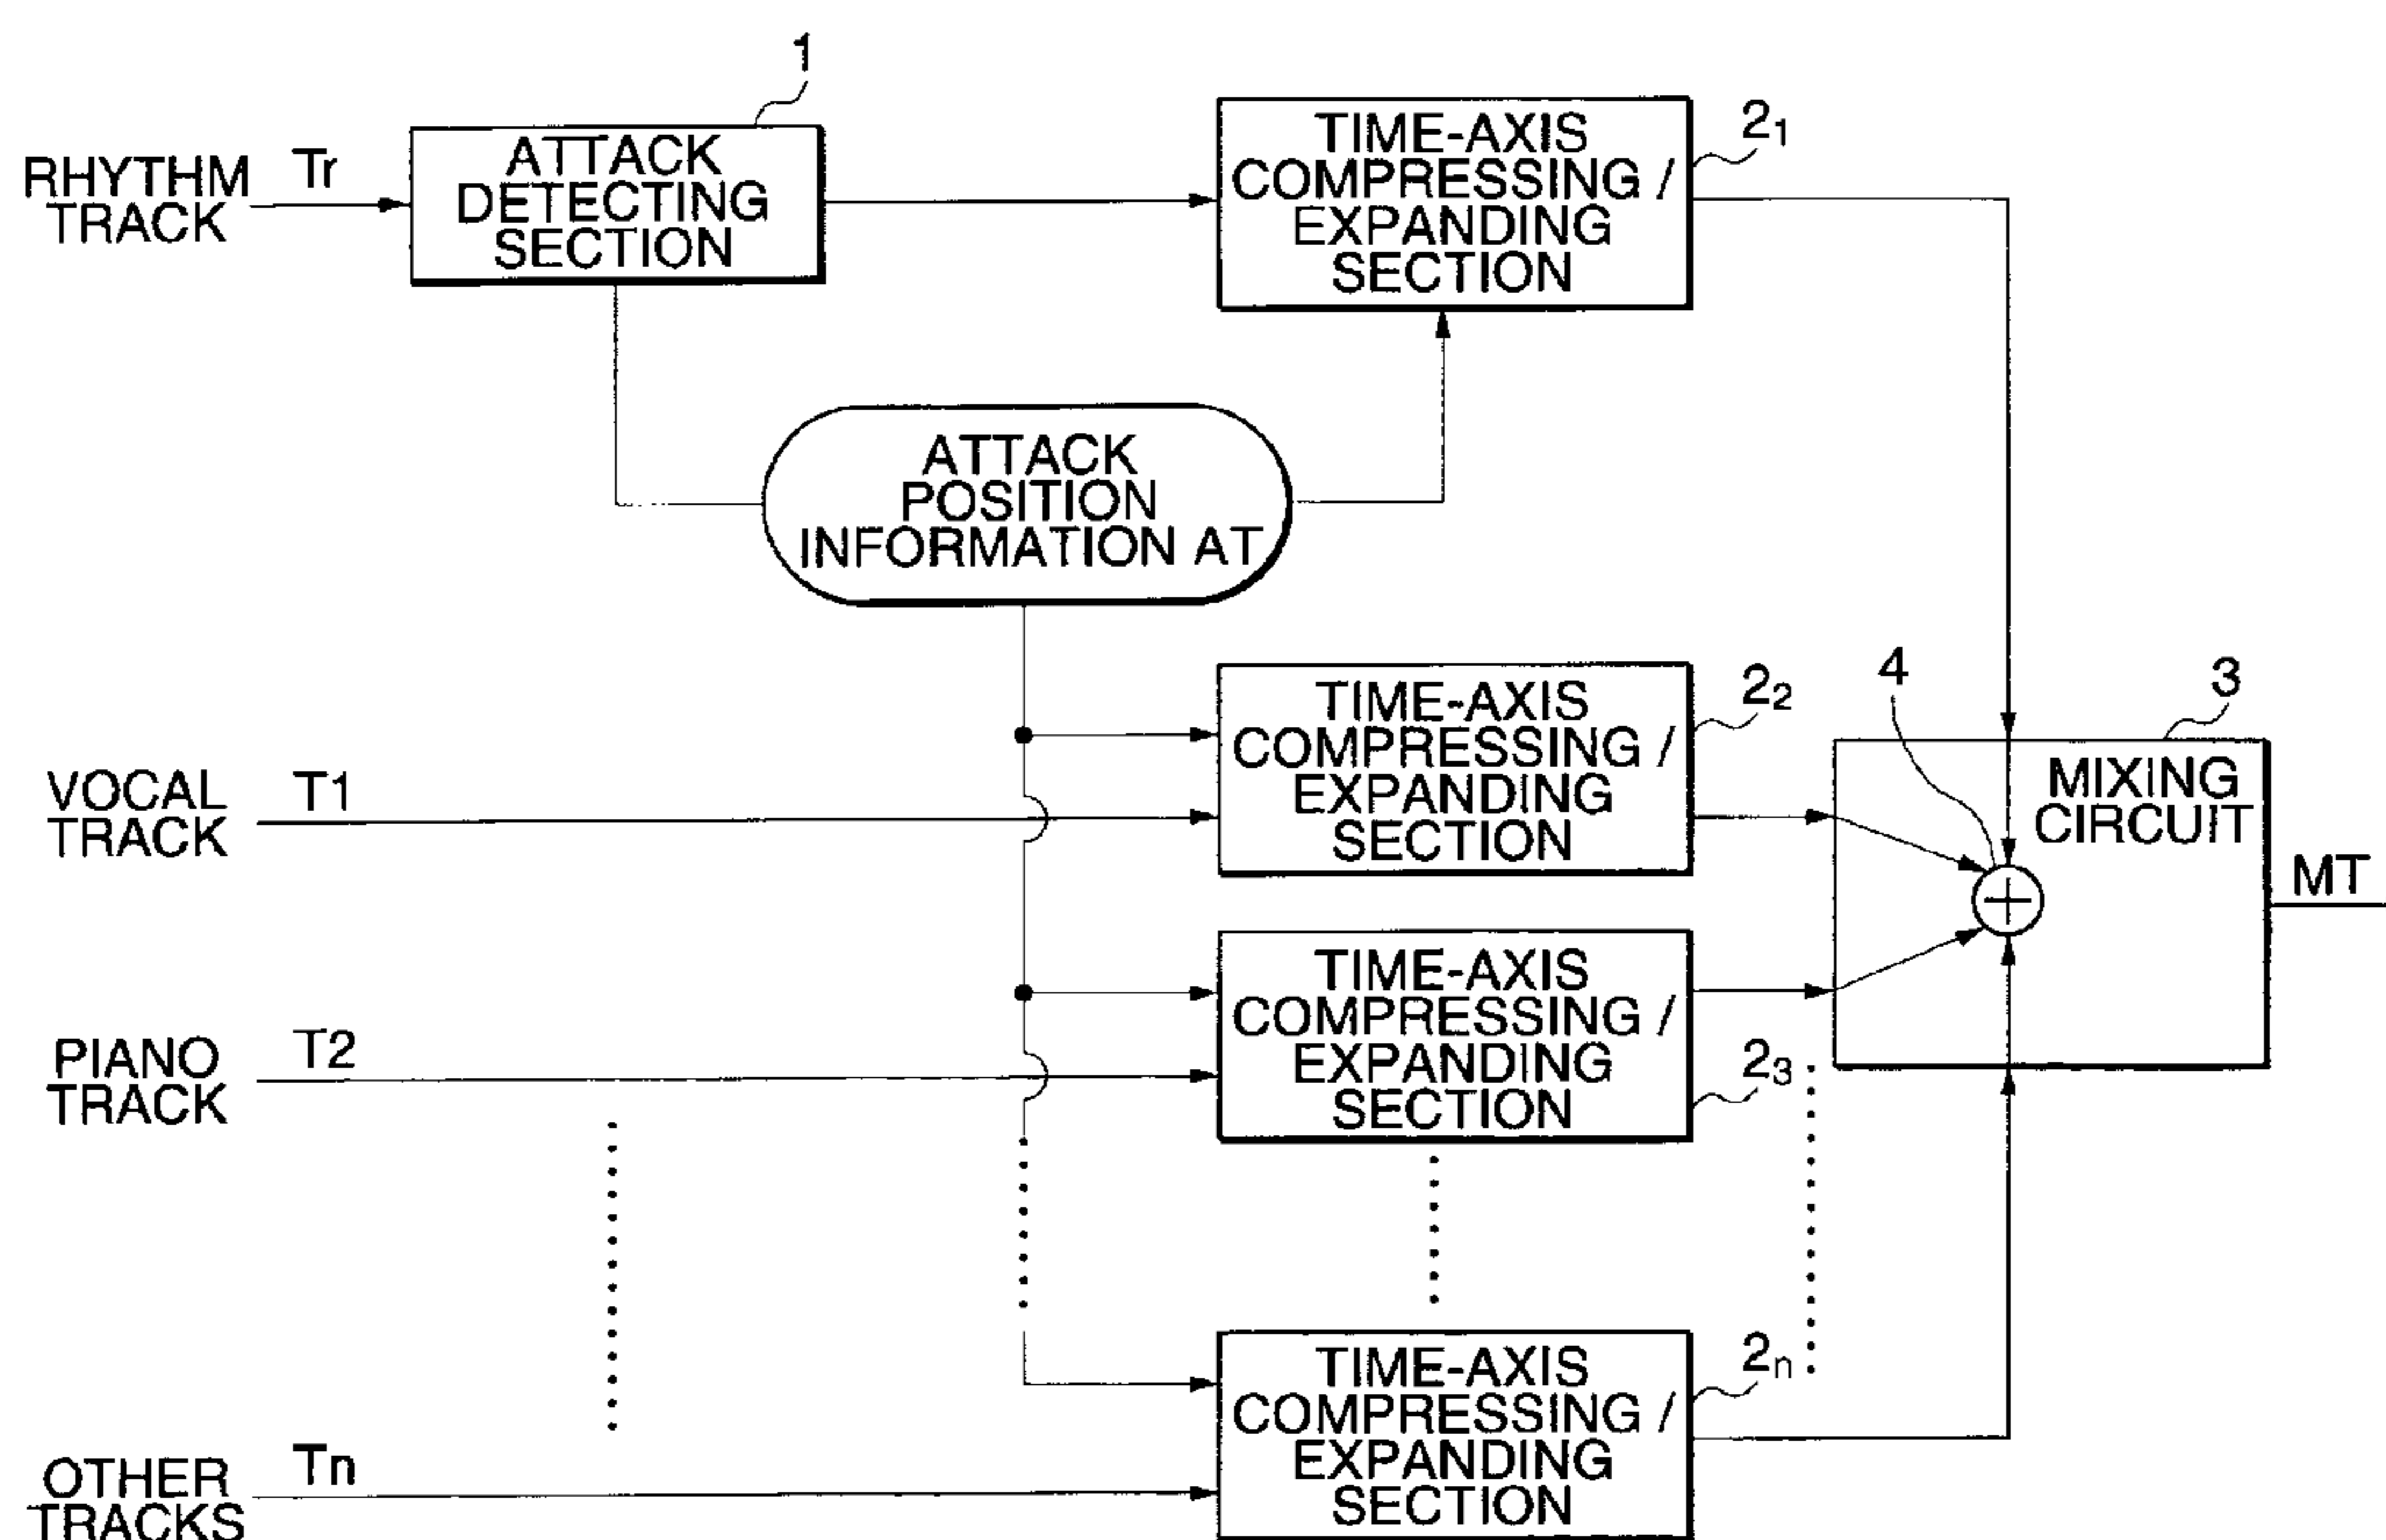 1
RHYTHM
TRACK
Tr
ATTACK
DETECTING
SECTION
TIME-AXIS
COMPRESSING /
EXPANDING
SECTION
2₁
ATTACK
POSITION
INFORMATION AT
VOCAL
TRACK
T1
TIME-AXIS
COMPRESSING /
EXPANDING
SECTION
2₂
4
3
MIXING
CIRCUIT
MT
PIANO
TRACK
T2
TIME-AXIS
COMPRESSING /
EXPANDING
SECTION
2₃
OTHER
TRACKS
Tn
TIME-AXIS
COMPRESSING /
EXPANDING
SECTION
2ₙ